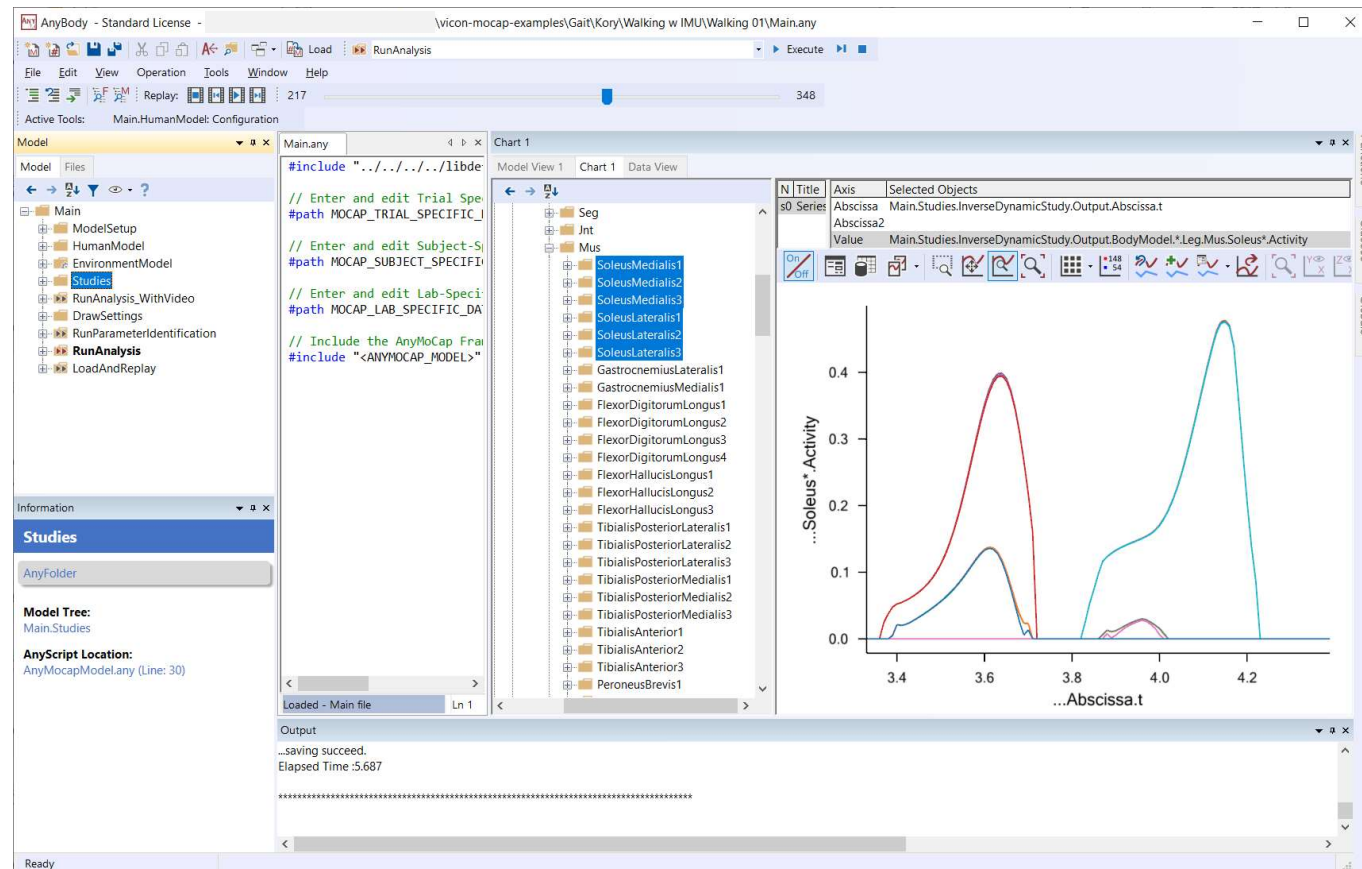 AnyBody - Standard License - \vicon-mocap-examples\Gait\Kory\Walking w IMU\Walking 01\Main.any
Load RunAnalysis Execute
File Edit View Operation Tools Window Help
Replay: 217 348
Active Tools: Main.HumanModel: Configuration
Model
Model Files
Main
ModelSetup
HumanModel
EnvironmentModel
Studies
RunAnalysis_WithVideo
DrawSettings
RunParameterIdentification
RunAnalysis
LoadAndReplay
Information
Studies
AnyFolder
Model Tree:
Main.Studies
AnyScript Location:
AnyMocapModel.any (Line: 30)
Main.any
#include "../../../../libde
// Enter and edit Trial Spe
#path MOCAP_TRIAL_SPECIFIC_
// Enter and edit Subject-S
#path MOCAP_SUBJECT_SPECIFI
// Enter and edit Lab-Speci
#path MOCAP_LAB_SPECIFIC_DA
// Include the AnyMoCap Fra
#include "<ANYMOCAP_MODEL>"
Loaded - Main file Ln 1
Chart 1
Model View 1 Chart 1 Data View
Seg
Jnt
Mus
SoleusMedialis1
SoleusMedialis2
SoleusMedialis3
SoleusLateralis1
SoleusLateralis2
SoleusLateralis3
GastrocnemiusLateralis1
GastrocnemiusMedialis1
FlexorDigitorumLongus1
FlexorDigitorumLongus2
FlexorDigitorumLongus3
FlexorDigitorumLongus4
FlexorHallucisLongus1
FlexorHallucisLongus2
FlexorHallucisLongus3
TibialisPosteriorLateralis1
TibialisPosteriorLateralis2
TibialisPosteriorLateralis3
TibialisPosteriorMedialis1
TibialisPosteriorMedialis2
TibialisPosteriorMedialis3
TibialisAnterior1
TibialisAnterior2
TibialisAnterior3
PeroneusBrevis1
N Title Axis Selected Objects
s0 Series Abscissa Main.Studies.InverseDynamicStudy.Output.Abscissa.t
Abscissa2
Value Main.Studies.InverseDynamicStudy.Output.BodyModel.*.Leg.Mus.Soleus*.Activity
On/Off
148
54
...Soleus*.Activity
0.4
0.3
0.2
0.1
0.0
3.4 3.6 3.8 4.0 4.2
...Abscissa.t
Output
...saving succeed.
Elapsed Time :5.687
****************************************************************************************
Ready